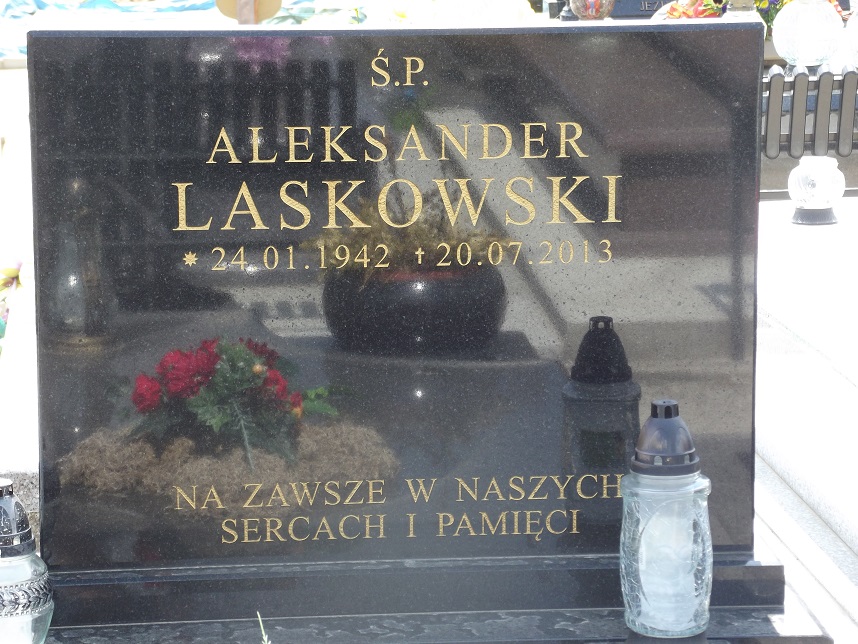 Ś.P.
ALEKSANDER
LASKOWSKI
* 24.01.1942 ✝ 20.07.2013
NA ZAWSZE W NASZYCH
SERCACH I PAMIĘCI